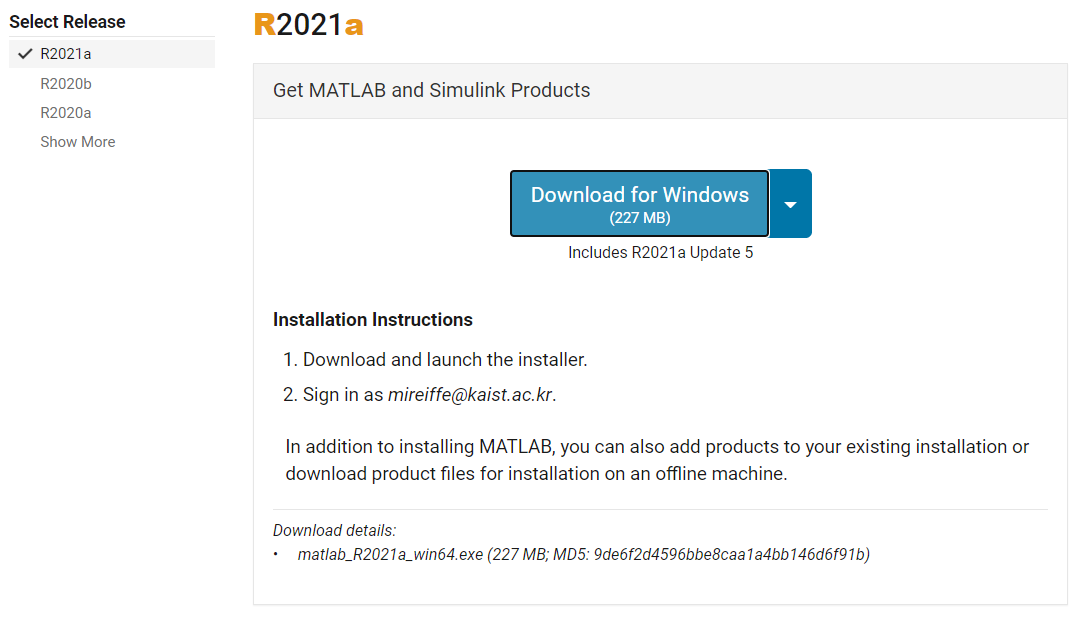 Select Release
R2021a
R2020b
R2020a
Show More
R2021a
Get MATLAB and Simulink Products
Download for Windows
(227 MB)
Includes R2021a Update 5
Installation Instructions
1. Download and launch the installer.
2. Sign in as mireiffe@kaist.ac.kr.
In addition to installing MATLAB, you can also add products to your existing installation or
download product files for installation on an offline machine.
Download details:
• matlab_R2021a_win64.exe (227 MB; MD5: 9de6f2d4596bbe8caa1a4bb146d6f91b)